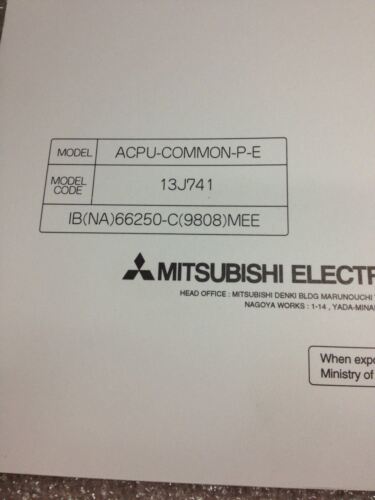 MODEL ACPU-COMMON-P-E
MODEL CODE 13J741
IB(NA)66250-C(9808)MEE
MITSUBISHI ELECTR
HEAD OFFICE : MITSUBISHI DENKI BLDG MARUNOUCHI
NAGOYA WORKS : 1-14 , YADA-MINA
When expo
Ministry of